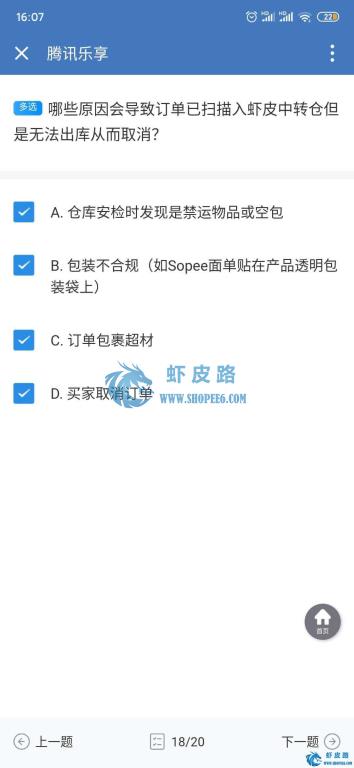 16:07
HD HD 22
腾讯乐享
多选 哪些原因会导致订单已扫描入虾皮中转仓但
是无法出库从而取消？
A. 仓库安检时发现是禁运物品或空包
B. 包装不合规（如Sopee面单贴在产品透明包
装袋上）
C. 订单包裹超材
D. 买家取消订单
虾皮路
WWW.SHOPEE6.COM
首页
上一题 18/20 下一题
虾皮路
www.shopee6.com